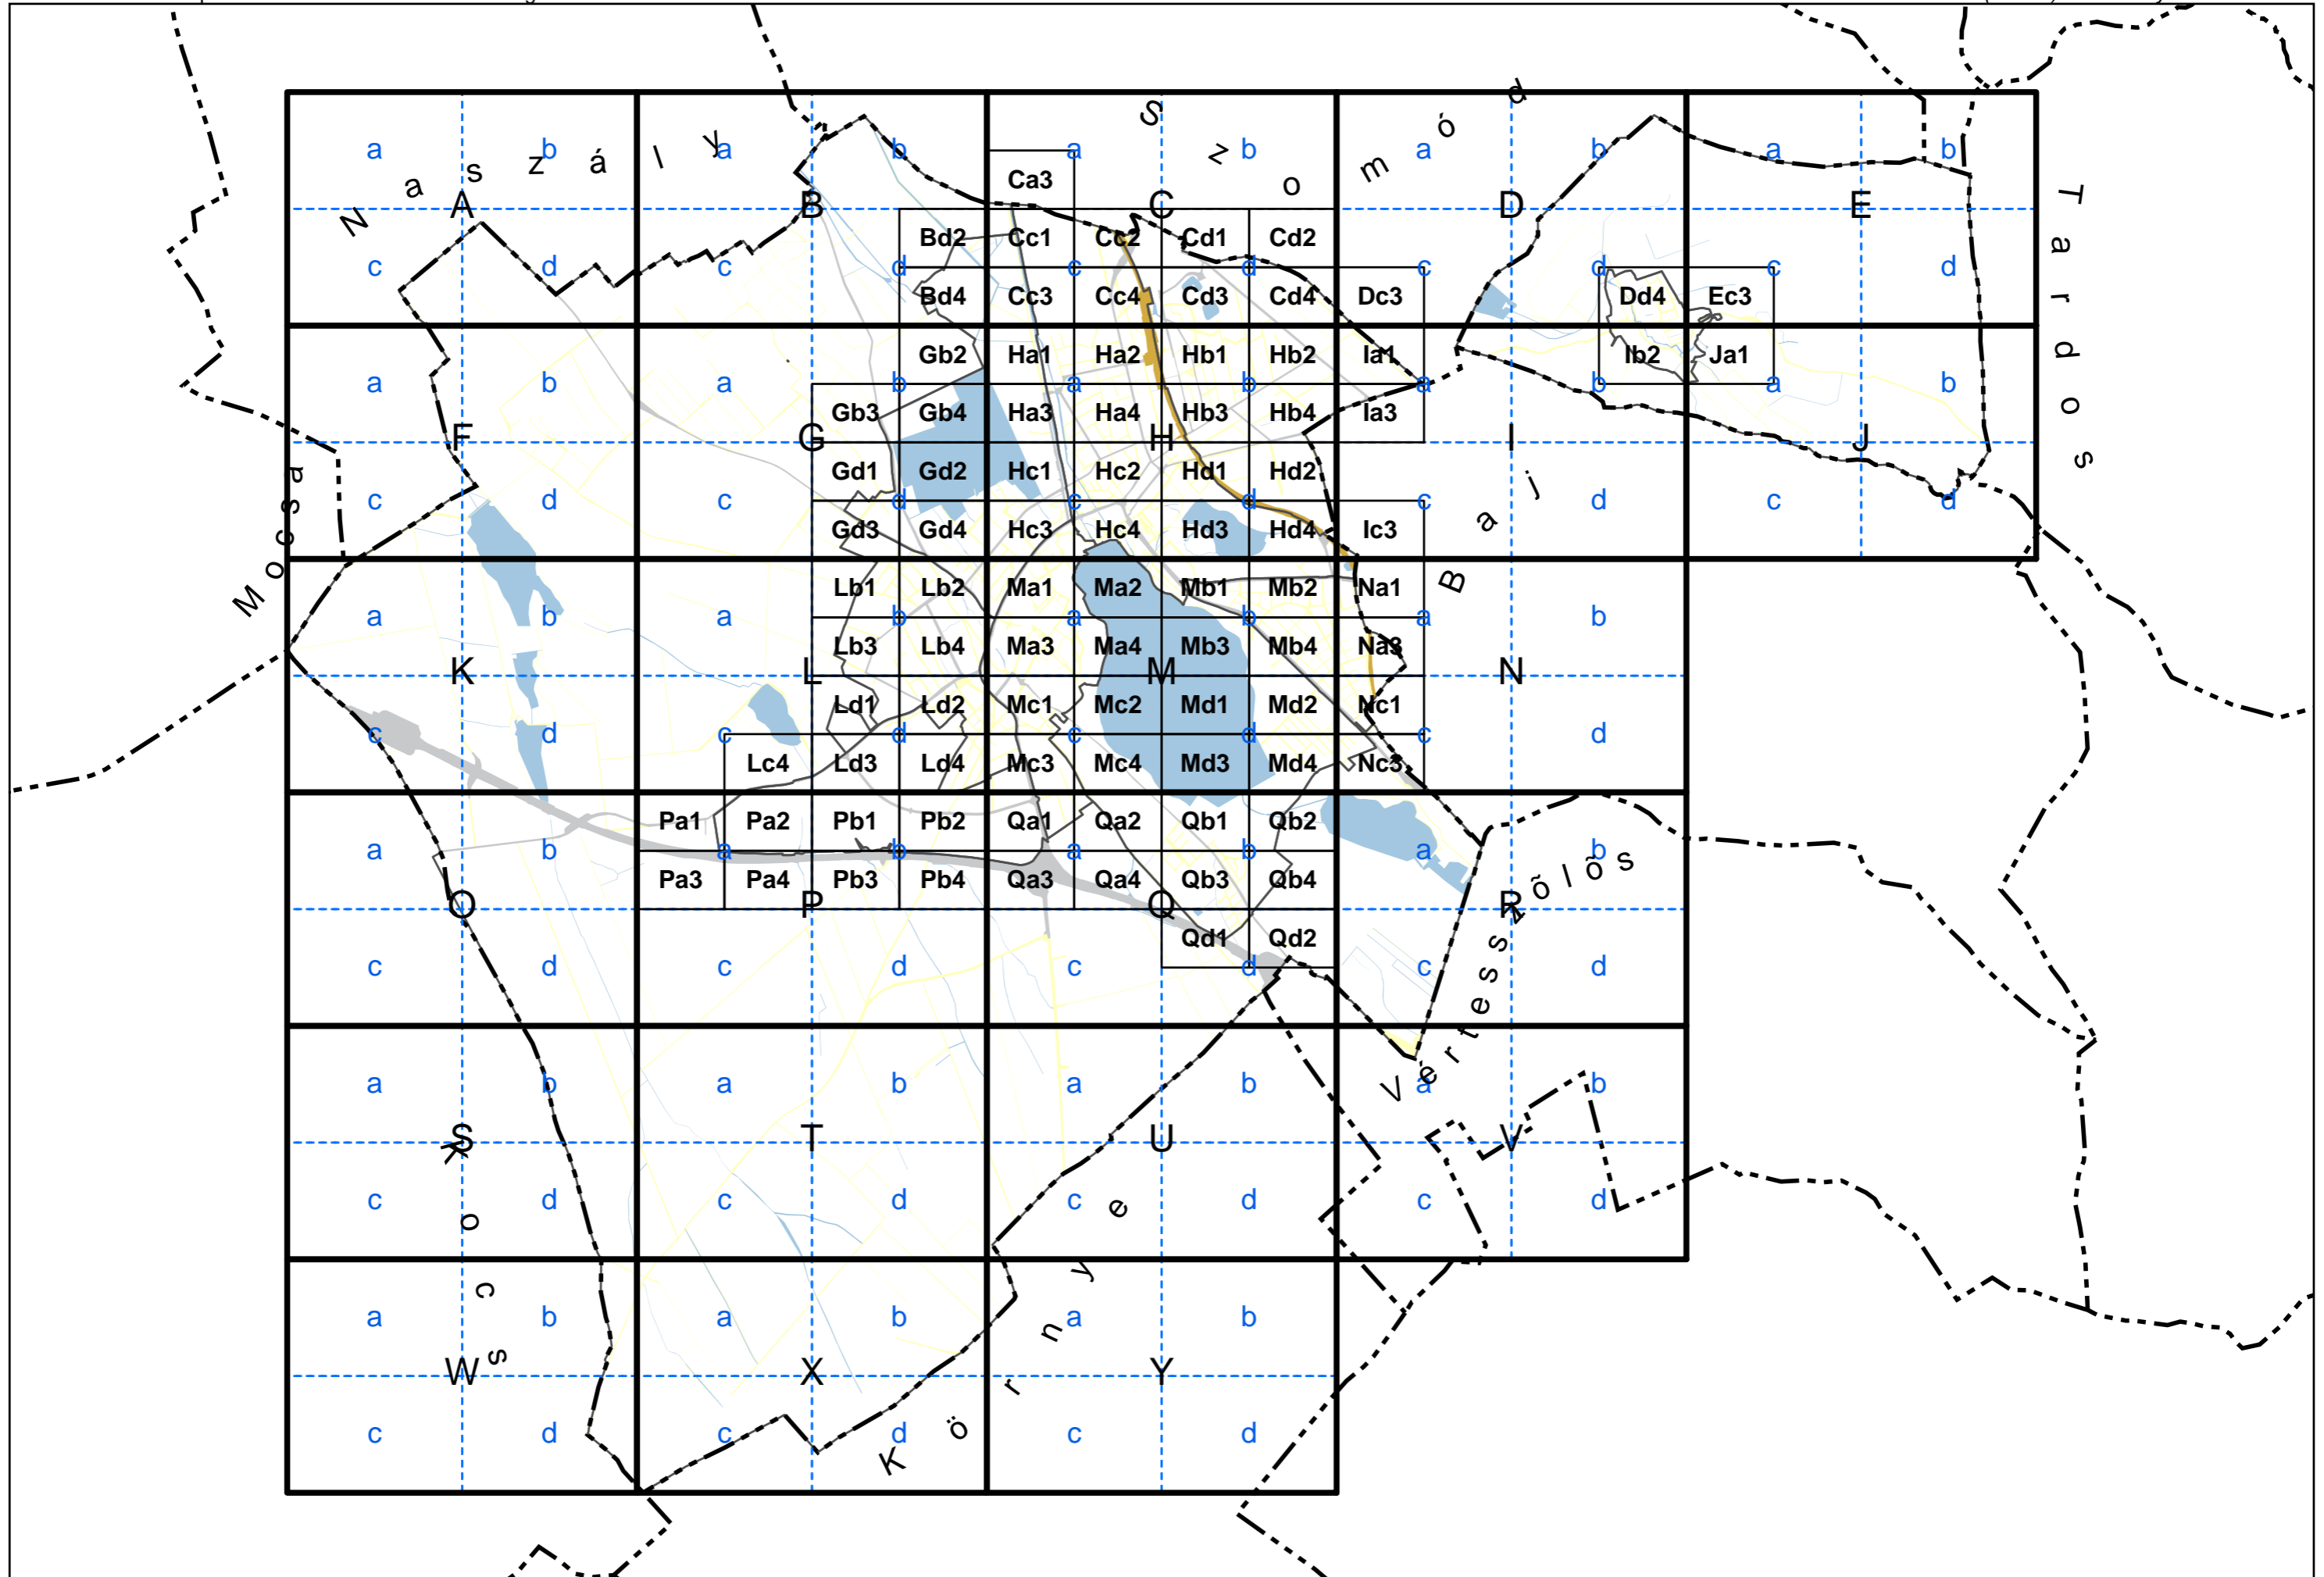 Naszály
Szomód
Tardos
Mocsa
Baj
Vértesszõlõs
Kocs
Környe
a b a b a b a b a b
Ca3
A B C D E
Bd2 Cc1 Cc2 Cd1 Cd2
c d c d c d c d c d
Bd4 Cc3 Cc4 Cd3 Cd4 Dc3 Dd4 Ec3
Gb2 Ha1 Ha2 Hb1 Hb2 Ia1 Ib2 Ja1
a b a b a b a b a b
Gb3 Gb4 Ha3 Ha4 Hb3 Hb4 Ia3
F G H I J
Gd1 Gd2 Hc1 Hc2 Hd1 Hd2
c d c d c d c d c d
Gd3 Gd4 Hc3 Hc4 Hd3 Hd4 Ic3
Lb1 Lb2 Ma1 Ma2 Mb1 Mb2 Na1
a b a b a b a b
Lb3 Lb4 Ma3 Ma4 Mb3 Mb4 Na3
K L M N
Ld1 Ld2 Mc1 Mc2 Md1 Md2 Nc1
c d c d c d c d
Lc4 Ld3 Ld4 Mc3 Mc4 Md3 Md4 Nc3
Pa1 Pa2 Pb1 Pb2 Qa1 Qa2 Qb1 Qb2
a b a b a b a b
Pa3 Pa4 Pb3 Pb4 Qa3 Qa4 Qb3 Qb4
O P Q R
Qd1 Qd2
c d c d c d c d
a b a b a b a b
S T U V
c d c d c d c d
a b a b a b
W X Y
c d c d c d